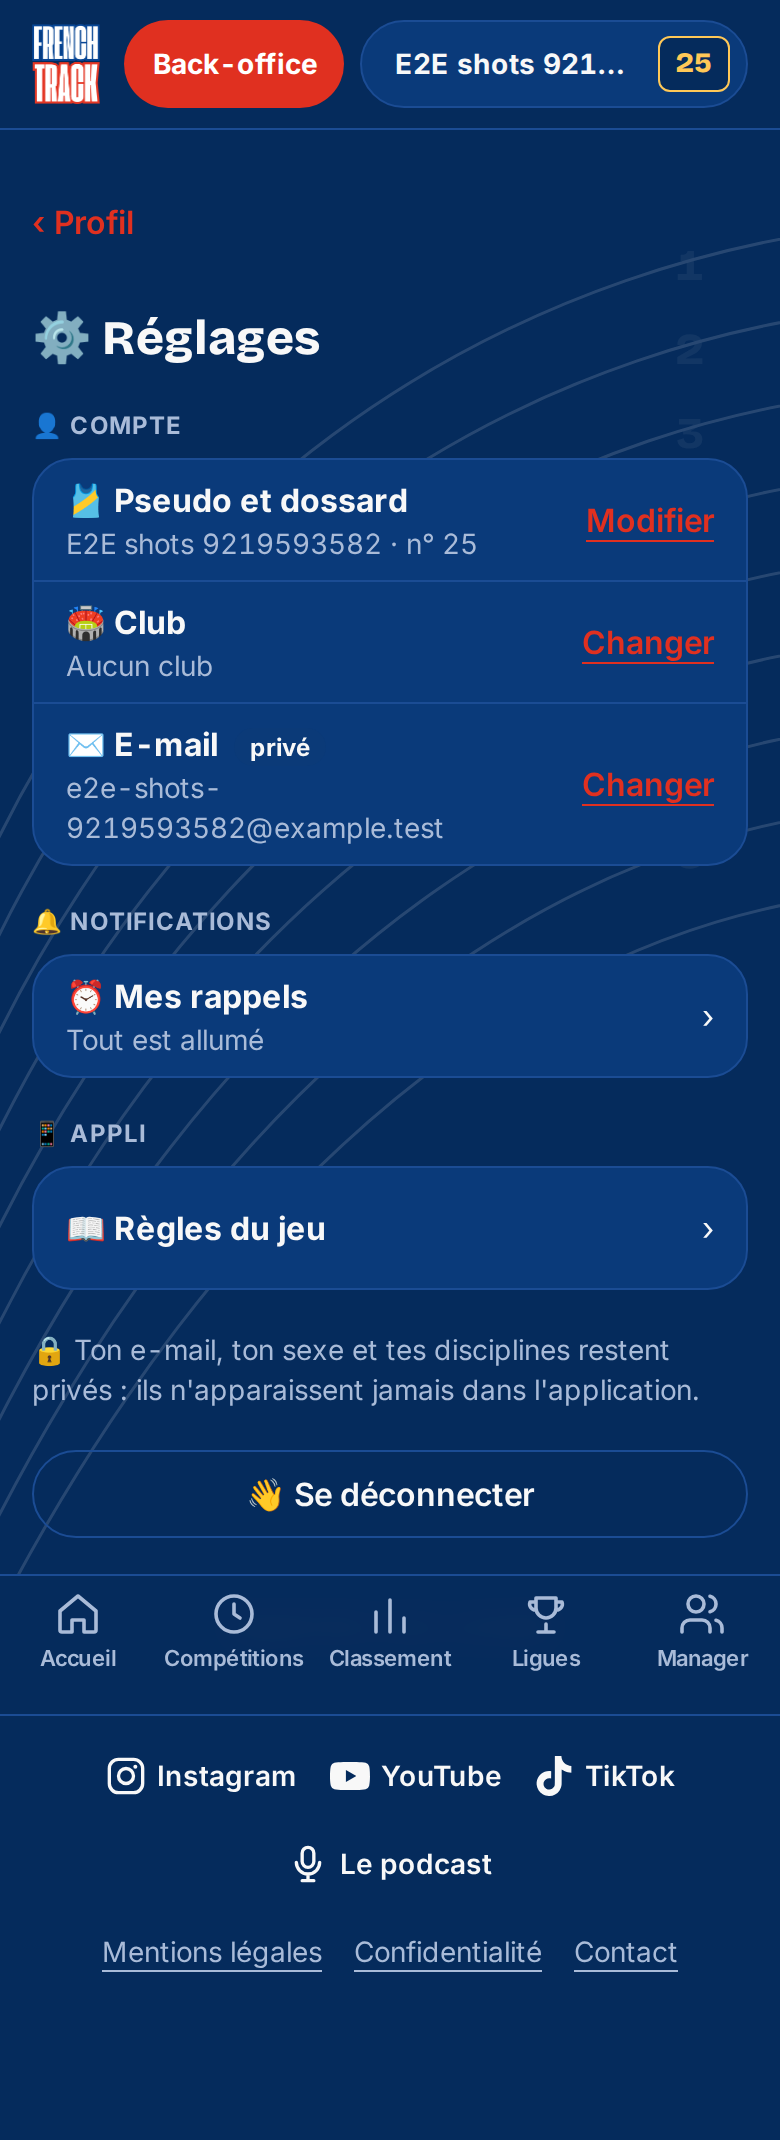 FRENCH
TRACK
Back-office
E2E shots 921...
25
‹ Profil
1
2
3
⚙️ Réglages
👤 COMPTE
🎽 Pseudo et dossard
E2E shots 9219593582 · n° 25
Modifier
🏟️ Club
Aucun club
Changer
✉️ E-mail privé
e2e-shots-
9219593582@example.test
Changer
🔔 NOTIFICATIONS
⏰ Mes rappels
Tout est allumé
›
📱 APPLI
📖 Règles du jeu
›
🔒 Ton e-mail, ton sexe et tes disciplines restent
privés : ils n'apparaissent jamais dans l'application.
👋 Se déconnecter
Accueil
Compétitions
Classement
Ligues
Manager
Instagram
YouTube
TikTok
Le podcast
Mentions légales
Confidentialité
Contact